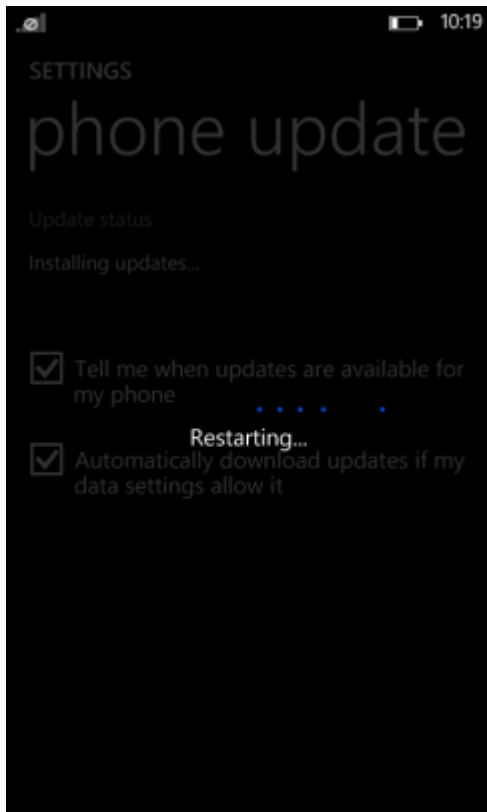 10:19
SETTINGS
phone update
Update status
Installing updates...
Tell me when updates are available for
my phone
Restarting...
Automatically download updates if my
data settings allow it